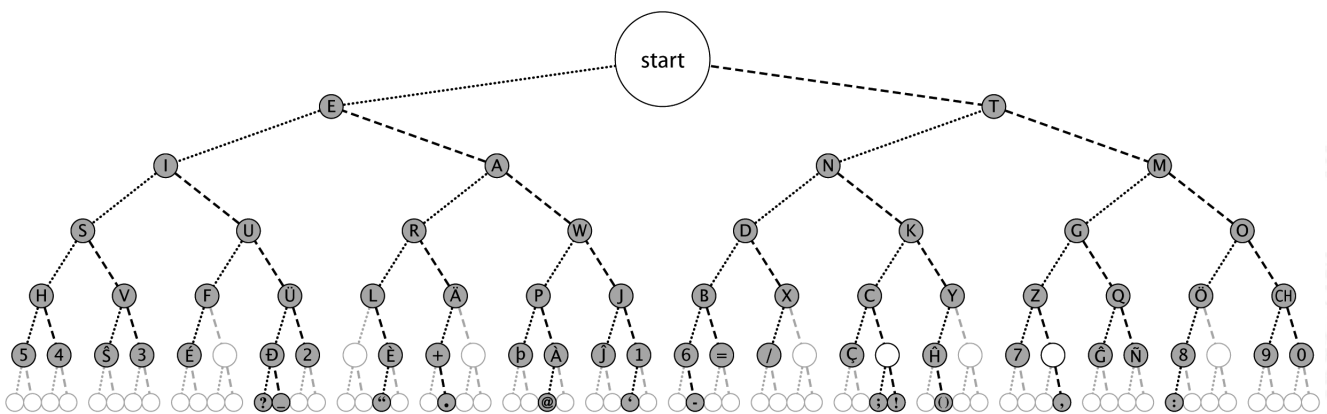 start
E T
I A N M
S U R W D K G O
H V F Ü L Ä P J B X C Y Z Q Ö CH
5 4 Ŝ 3 É Đ 2 È + þ À Ĵ 1 6 = / Ç Ĥ 7 Ĝ Ñ 8 9 0
? _ “ . @ ‘ - ; ! () , :